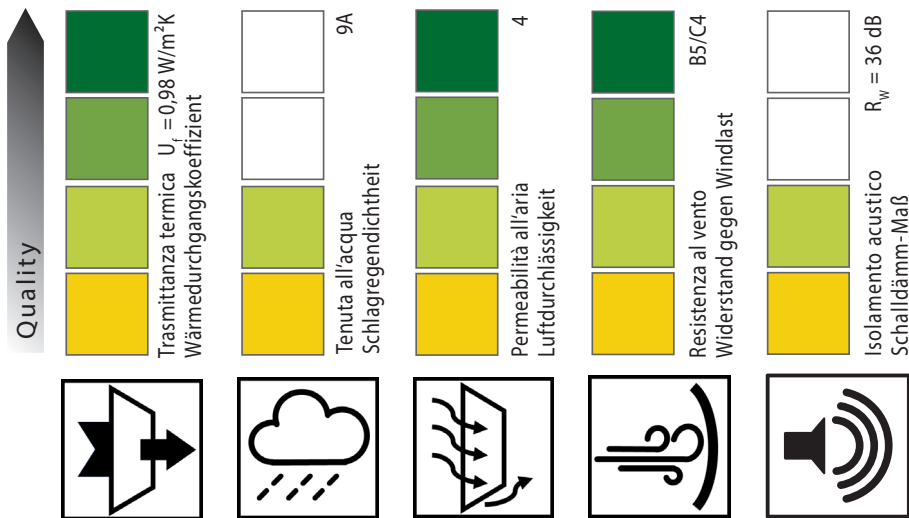 Quality
Trasmittanza termica U_f = 0,98 W/m²K
Wärmedurchgangskoeffizient
Tenuta all'acqua 9A
Schlagregendichtheit
Permeabilità all'aria 4
Luftdurchlässigkeit
Resistenza al vento B5/C4
Widerstand gegen Windlast
Isolamento acustico R_W = 36 dB
Schalldämm-Maß